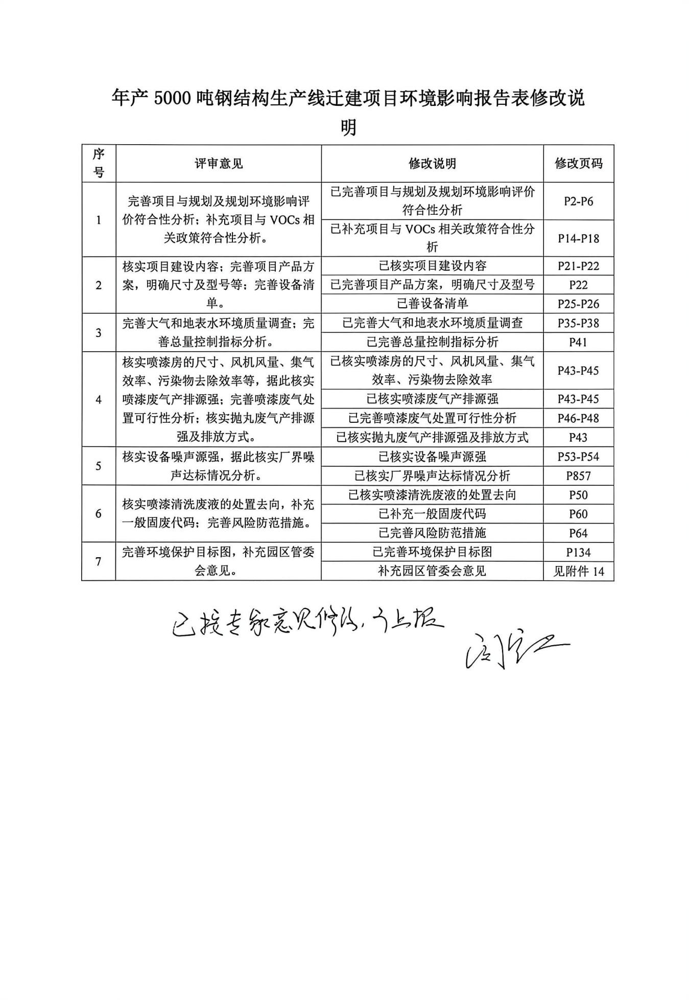 年产 5000 吨钢结构生产线迁建项目环境影响报告表修改说
明
序
号
评审意见
修改说明
修改页码
1
完善项目与规划及规划环境影响评
价符合性分析；补充项目与 VOCs 相
关政策符合性分析。
已完善项目与规划及规划环境影响评价
符合性分析
P2-P6
已补充项目与 VOCs 相关政策符合性分
析
P14-P18
2
核实项目建设内容；完善项目产品方
案，明确尺寸及型号等；完善设备清
单。
已核实项目建设内容
P21-P22
已完善项目产品方案，明确尺寸及型号
P22
已善设备清单
P25-P26
3
完善大气和地表水环境质量调查；完
善总量控制指标分析。
已完善大气和地表水环境质量调查
P35-P38
已完善总量控制指标分析
P41
4
核实喷漆房的尺寸、风机风量、集气
效率、污染物去除效率等，据此核实
喷漆废气产排源强；完善喷漆废气处
置可行性分析；核实抛丸废气产排源
强及排放方式。
已核实喷漆房的尺寸、风机风量、集气
效率、污染物去除效率
P43-P45
已核实喷漆废气产排源强
P43-P45
已完善喷漆废气处置可行性分析
P46-P48
已核实抛丸废气产排源强及排放方式
P43
5
核实设备噪声源强，据此核实厂界噪
声达标情况分析。
已核实设备噪声源强
P53-P54
已核实厂界噪声达标情况分析
P857
6
核实喷漆清洗废液的处置去向，补充
一般固废代码；完善风险防范措施。
已核实喷漆清洗废液的处置去向
P50
已补充一般固废代码
P60
已完善风险防范措施
P64
7
完善环境保护目标图，补充园区管委
会意见。
已完善环境保护目标图
P134
补充园区管委会意见
见附件 14
已按专家意见修改，可上报